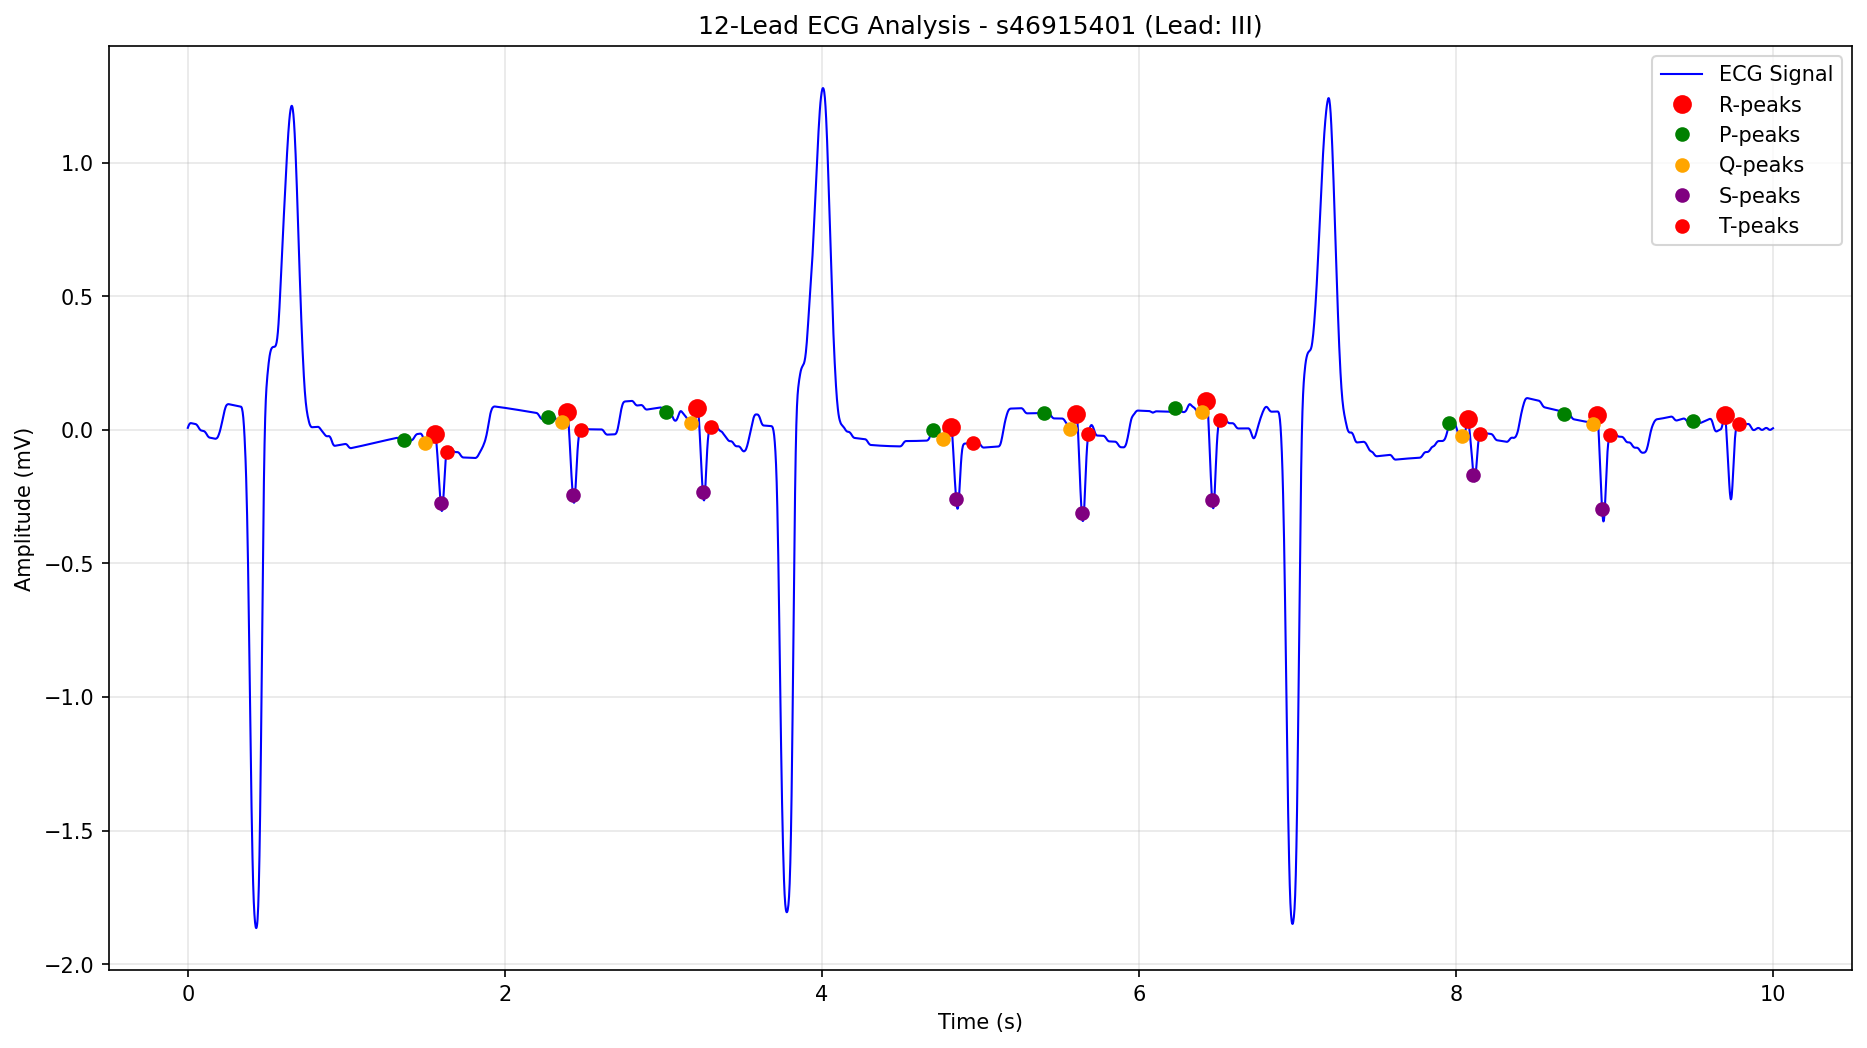 12-Lead ECG Analysis - s46915401 (Lead: III)
ECG Signal
R-peaks
P-peaks
Q-peaks
S-peaks
T-peaks
Amplitude (mV)
1.0
0.5
0.0
−0.5
−1.0
−1.5
−2.0
0 2 4 6 8 10
Time (s)